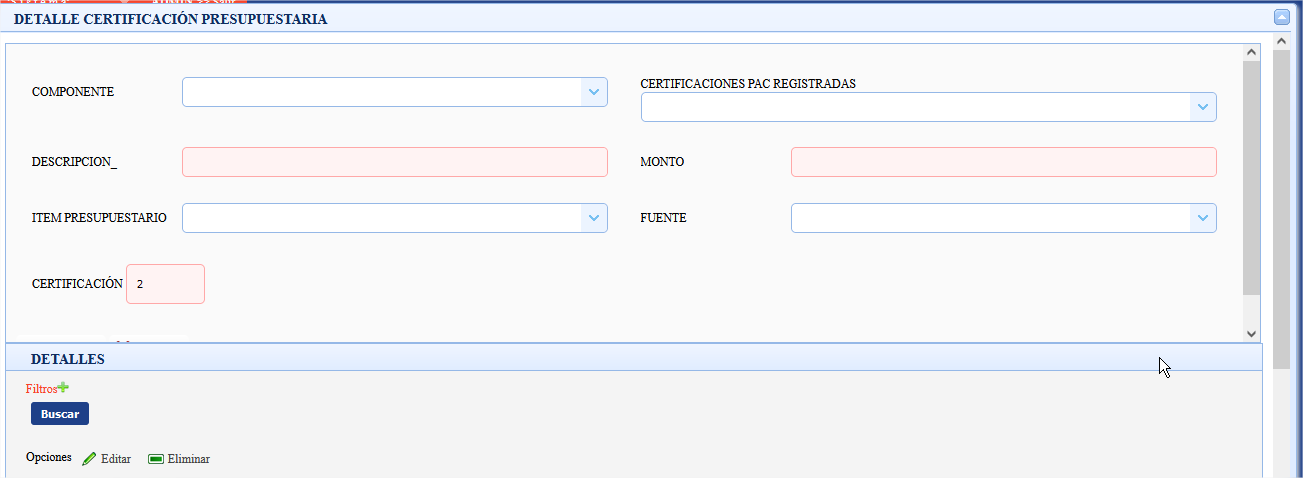 DETALLE CERTIFICACIÓN PRESUPUESTARIA
COMPONENTE
CERTIFICACIONES PAC REGISTRADAS
DESCRIPCION_
MONTO
ITEM PRESUPUESTARIO
FUENTE
CERTIFICACIÓN 2
DETALLES
Filtros
Buscar
Opciones Editar Eliminar